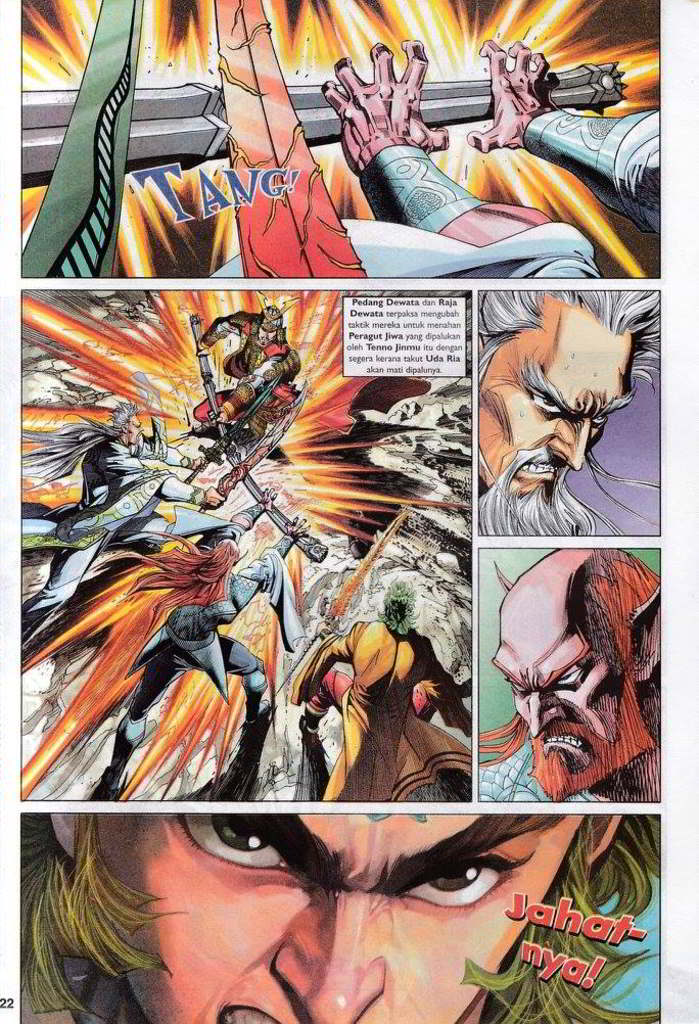 TANG!
Pedang Dewata dan Raja
Dewata terpaksa mengubah
taktik mereka untuk menahan
Peragut Jiwa yang dipalukan
oleh Tenno Jinmu itu dengan
segera kerana takut Uda Ria
akan mati dipalunya.
Jahat-
nya!
22